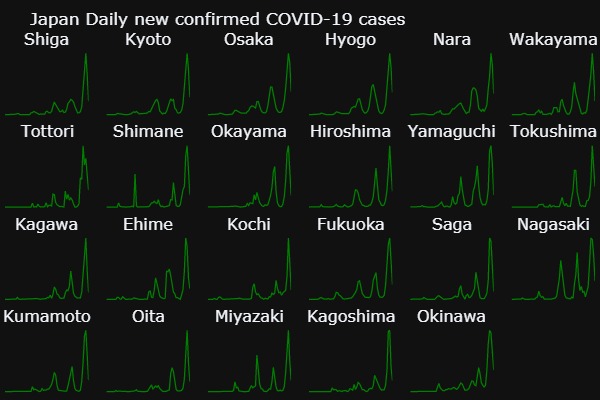 Japan Daily new confirmed COVID-19 cases
Shiga Kyoto Osaka Hyogo Nara Wakayama
Tottori Shimane Okayama Hiroshima Yamaguchi Tokushima
Kagawa Ehime Kochi Fukuoka Saga Nagasaki
Kumamoto Oita Miyazaki Kagoshima Okinawa